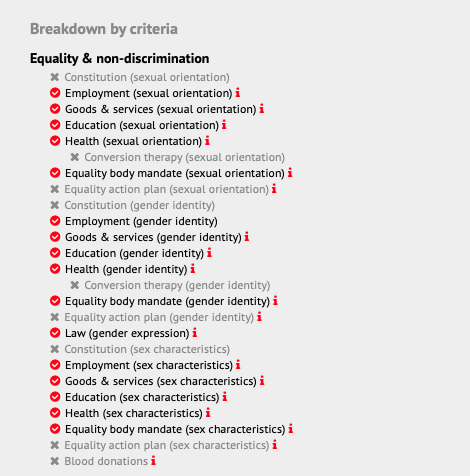 Breakdown by criteria
Equality & non-discrimination
Constitution (sexual orientation)
Employment (sexual orientation) i
Goods & services (sexual orientation) i
Education (sexual orientation) i
Health (sexual orientation) i
Conversion therapy (sexual orientation)
Equality body mandate (sexual orientation) i
Equality action plan (sexual orientation) i
Constitution (gender identity)
Employment (gender identity)
Goods & services (gender identity) i
Education (gender identity) i
Health (gender identity) i
Conversion therapy (gender identity)
Equality body mandate (gender identity) i
Equality action plan (gender identity) i
Law (gender expression) i
Constitution (sex characteristics)
Employment (sex characteristics) i
Goods & services (sex characteristics) i
Education (sex characteristics) i
Health (sex characteristics) i
Equality body mandate (sex characteristics) i
Equality action plan (sex characteristics) i
Blood donations i